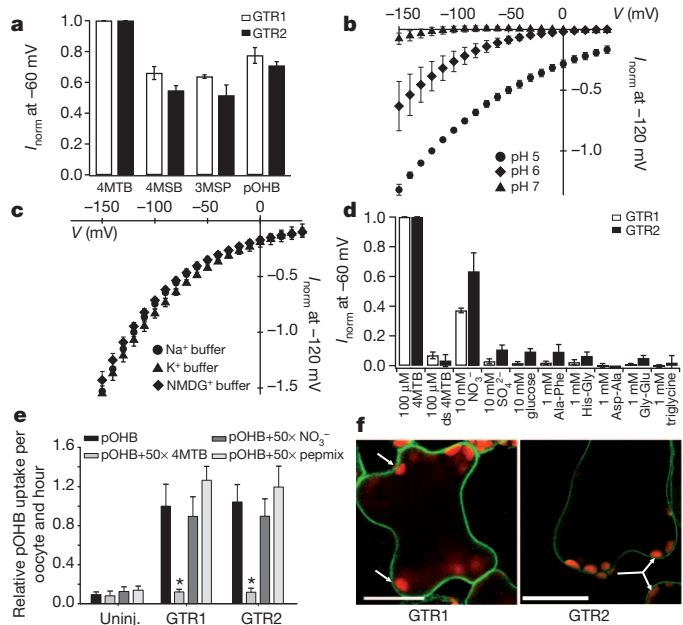 a
GTR1
GTR2
I norm at −60 mV
1.0
0.8
0.6
0.4
0.2
0.0
4MTB 4MSB 3MSP pOHB
b
V (mV)
−150 −100 −50 0
−0.5
−1.0
I norm at −120 mV
pH 5
pH 6
pH 7
c
V (mV)
−150 −100 −50 0
−0.5
−1.0
−1.5
I norm at −120 mV
Na⁺ buffer
K⁺ buffer
NMDG⁺ buffer
d
GTR1
GTR2
I norm at −60 mV
1.0
0.8
0.6
0.4
0.2
0.0
100 µM 4MTB
100 µM ds 4MTB
10 mM NO₃⁻
10 mM SO₄²⁻
10 mM glucose
1 mM Ala-Phe
1 mM His-Gly
1 mM Asp-Ala
1 mM Gly-Glu
1 mM triglycine
e
Relative pOHB uptake per oocyte and hour
1.6
1.2
0.8
0.4
0.0
pOHB
pOHB+50× NO₃⁻
pOHB+50× 4MTB
pOHB+50× pepmix
* *
Uninj. GTR1 GTR2
f
GTR1 GTR2